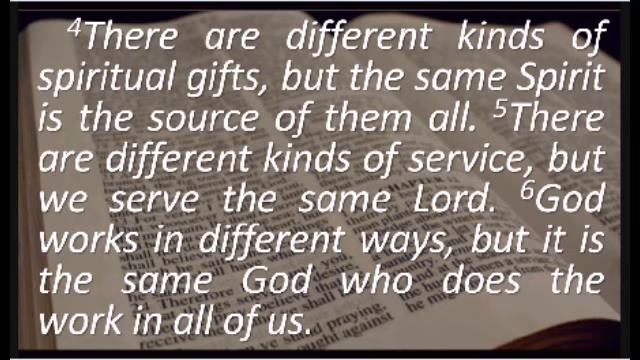 ⁴There are different kinds of
spiritual gifts, but the same Spirit
is the source of them all. ⁵There
are different kinds of service, but
we serve the same Lord. ⁶God
works in different ways, but it is
the same God who does the
work in all of us.